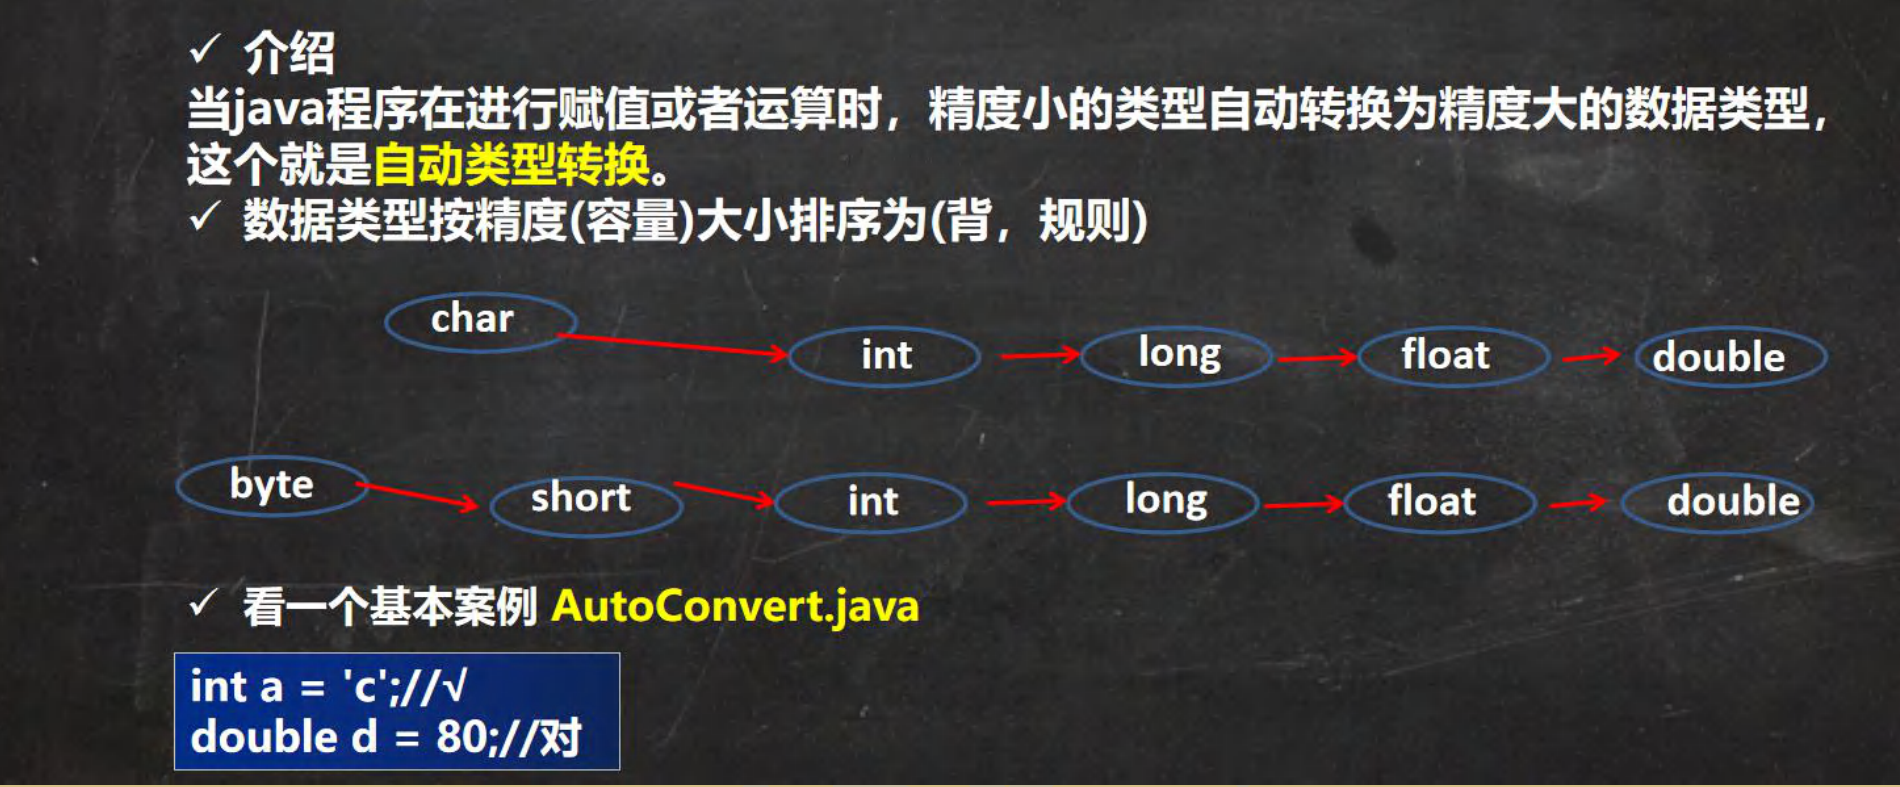 ✓ 介绍
当java程序在进行赋值或者运算时，精度小的类型自动转换为精度大的数据类型，
这个就是自动类型转换。
✓ 数据类型按精度(容量)大小排序为(背，规则)
char int long float double
byte short int long float double
✓ 看一个基本案例 AutoConvert.java
int a = 'c';//√
double d = 80;//对